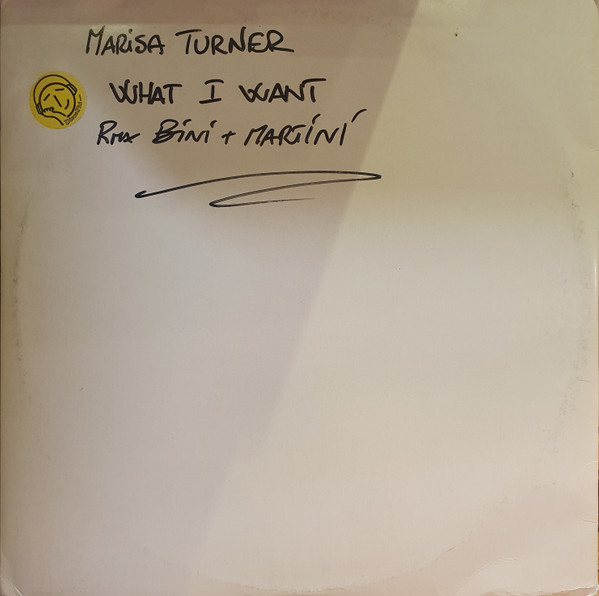 MARISA TURNER
WHAT I WANT
RMX BINI + MARTINI